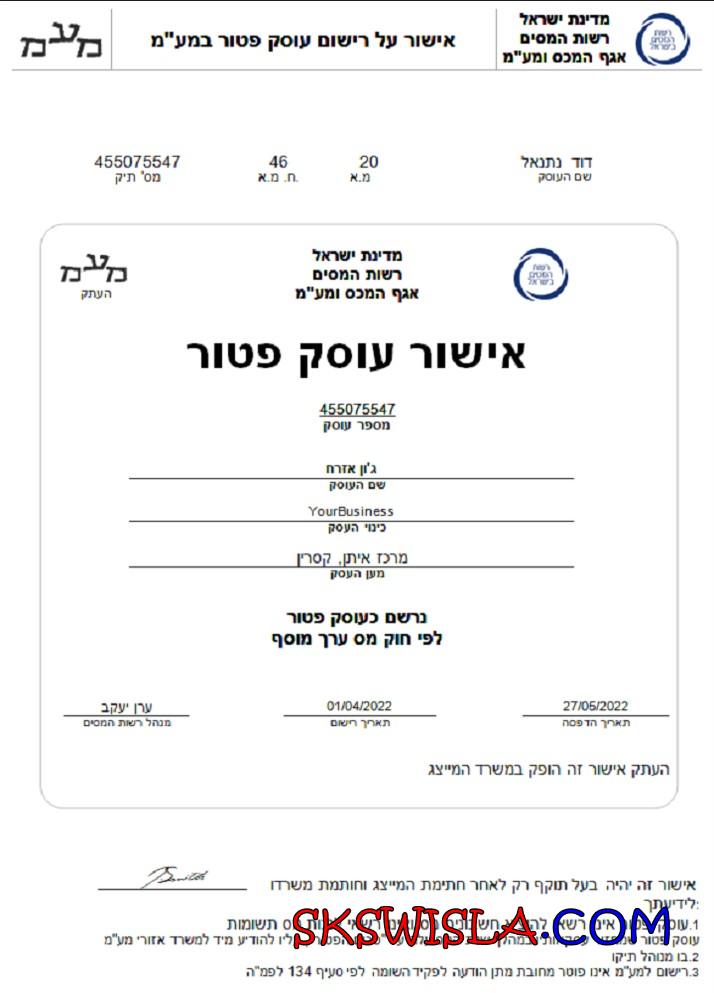 מדינת ישראל
רשות המסים
אגף המכס ומע"מ
אישור על רישום עוסק פטור במע"מ
מעמ
רשות המסים בישראל
דוד נתנאל 20 46 455075547
שם העוסק מ.א ח. מ.א. מס' תיק
רשות המסים בישראל
מדינת ישראל
רשות המסים
אגף המכס ומע"מ
מעמ
העתק
אישור עוסק פטור
455075547
מספר עוסק
ג'ון אזרח
שם העוסק
YourBusiness
כינוי העסק
מרכז איתן, קסרין
מען העסק
נרשם כעוסק פטור
לפי חוק מס ערך מוסף
27/05/2022 01/04/2022 ערן יעקב
תאריך הדפסה תאריך רישום מנהל רשות המסים
העתק אישור זה הופק במשרד המייצג
אישור זה יהיה בעל תוקף רק לאחר חתימת המייצג וחותמת משרדו
לידיעתך:
1.עוסק פטור אינו רשאי תשומות
SKSWISLA.COM
עוסק פטור להודיע מיד למשרד אזורי מע"מ
2.בו מנוהל תיקו
3.רישום למע"מ אינו פוטר מחובת מתן הודעה לפקיד השומה לפי סעיף 134 לפמ"ה